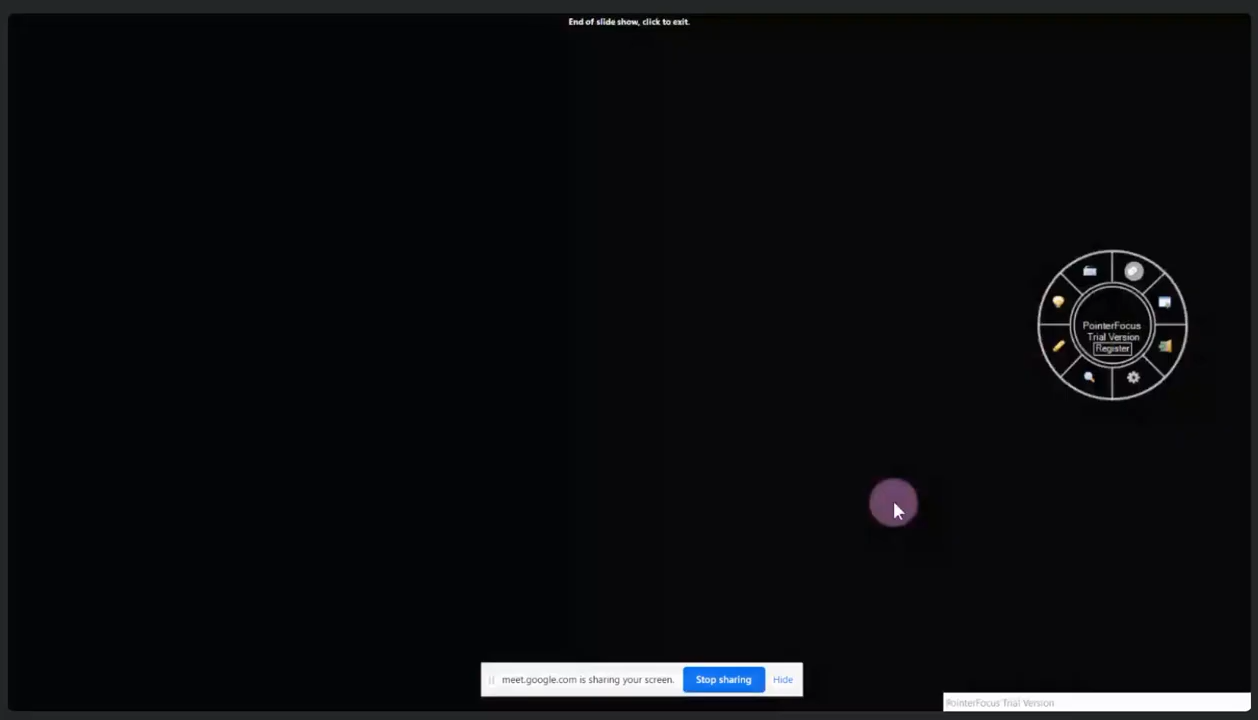 End of slide show, click to exit.
PointerFocus
Trial Version
Register
meet.google.com is sharing your screen.
Stop sharing
Hide
PointerFocus Trial Version